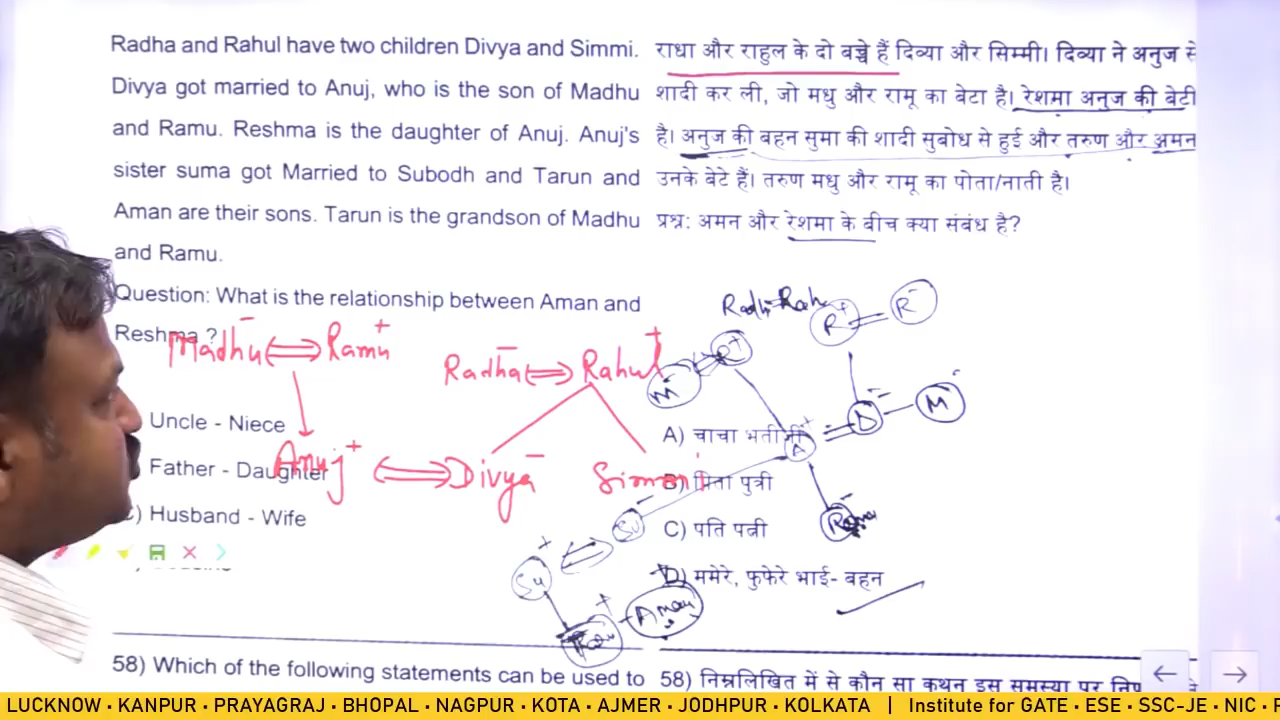 Radha and Rahul have two children Divya and Simmi.
Divya got married to Anuj, who is the son of Madhu
and Ramu. Reshma is the daughter of Anuj. Anuj's
sister suma got Married to Subodh and Tarun and
Aman are their sons. Tarun is the grandson of Madhu
and Ramu.
Question: What is the relationship between Aman and
Reshma ?
Uncle - Niece
Father - Daughter
C) Husband - Wife
राधा और राहुल के दो बच्चे हैं दिव्या और सिम्मी। दिव्या ने अनुज से
शादी कर ली, जो मधु और रामू का बेटा है। रेशमा अनुज की बेटी
है। अनुज की बहन सुमा की शादी सुबोध से हुई और तरुण और अमन
उनके बेटे हैं। तरुण मधु और रामू का पोता/नाती है।
प्रश्न: अमन और रेशमा के बीच क्या संबंध है?
A) चाचा भतीजी
B) पिता पुत्री
C) पति पत्नी
D) ममेरे, फुफेरे भाई- बहन
Madhu⁻ ⇔ Ramu⁺
Radha⁻ ⇔ Rahul⁺
Anuj⁺ ⇔ Divya⁻ Simmi
R⁺ = R⁻
M⁻ R⁺
A⁺ = D⁻ - M
Su⁻
Su⁺
Aman
58) Which of the following statements can be used to
58) निम्नलिखित में से कौन सा कथन इस समस्या पर
LUCKNOW • KANPUR • PRAYAGRAJ • BHOPAL • NAGPUR • KOTA • AJMER • JODHPUR • KOLKATA | Institute for GATE • ESE • SSC-JE • NIC •